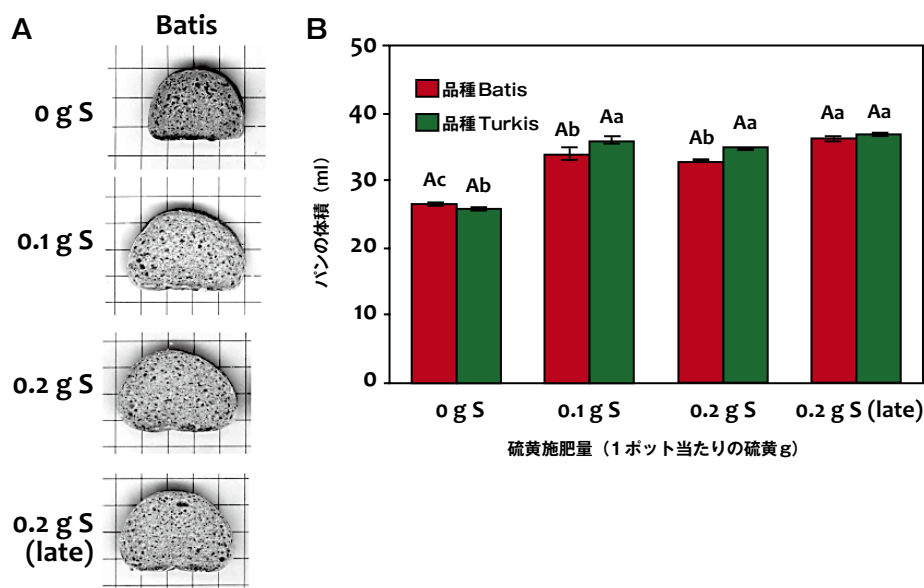 A
Batis
0 g S
0.1 g S
0.2 g S
0.2 g S
(late)
B
50
40
30
20
10
0
パンの体積（ml）
品種Batis
品種Turkis
Ac
Ab
Ab
Aa
Ab
Aa
Aa
Aa
0 g S
0.1 g S
0.2 g S
0.2 g S (late)
硫黄施肥量（1ポット当たりの硫黄g）